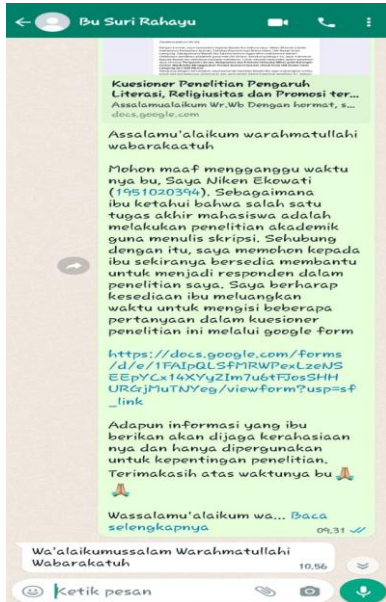 Bu Suri Rahayu
Kuesioner Penelitian Pengaruh
Literasi, Religiusitas dan Promosi ter...
Assalamualaikum Wr.Wb Dengan hormat, s...
docs.google.com
Assalamu'alaikum warahmatullahi
wabarakaatuh
Mohon maaf mengganggu waktu
nya bu, Saya Niken Ekowati
(1951020394). Sebagaimana
ibu ketahui bahwa salah satu
tugas akhir mahasiswa adalah
melakukan penelitian akademik
guna menulis skripsi. Sehubung
dengan itu, saya memohon kepada
ibu sekiranya bersedia membantu
untuk menjadi responden dalam
penelitian saya. Saya berharap
kesediaan ibu meluangkan
waktu untuk mengisi beberapa
pertanyaan dalam kuesioner
penelitian ini melalui google form
https://docs.google.com/forms
/d/e/1FAIpQLSfMRWPexLzeNS
EEpYCx14XYyZIm7u6tFJosSHH
URGjMuTNYeg/viewform?usp=sf
_link
Adapun informasi yang ibu
berikan akan dijaga kerahasiaan
nya dan hanya dipergunakan
untuk kepentingan penelitian.
Terimakasih atas waktunya bu 🙏
🙏
Wassalamu'alaikum wa... Baca
selengkapnya
09.31
Wa'alaikumussalam Warahmatullahi
Wabarakatuh
10.56
Ketik pesan